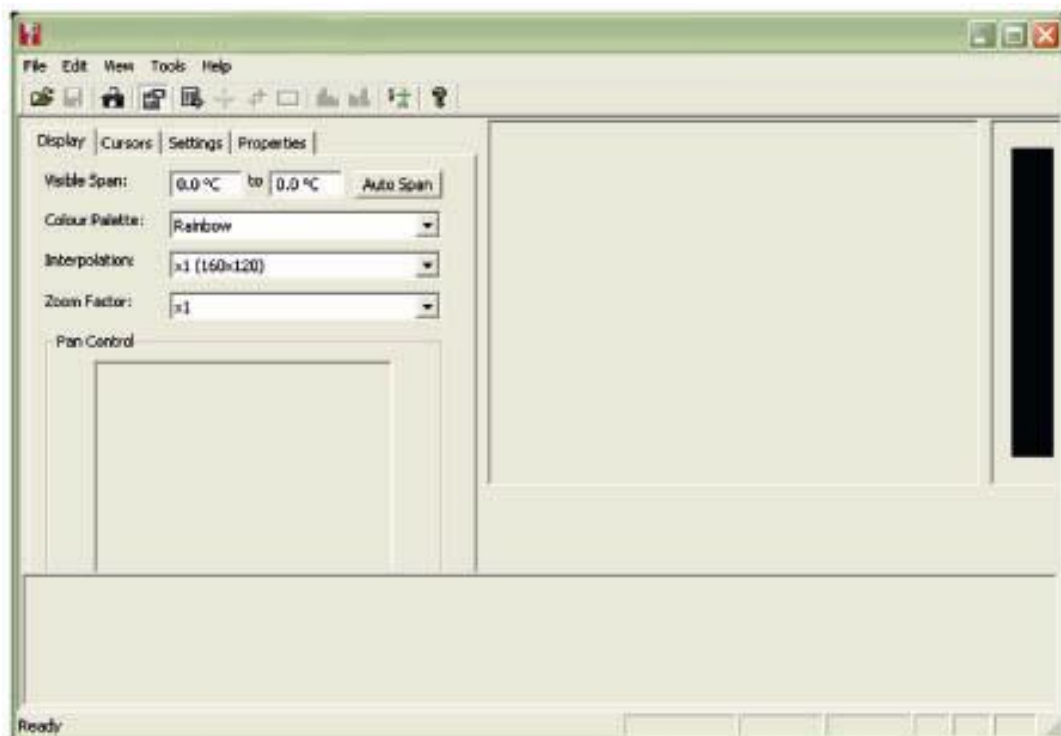 File Edit View Tools Help
Display Cursors Settings Properties
Visible Span: 0.0 °C to 0.0 °C Auto Span
Colour Palette: Rainbow
Interpolation: x1 (160x120)
Zoom Factor: x1
Pan Control
Ready